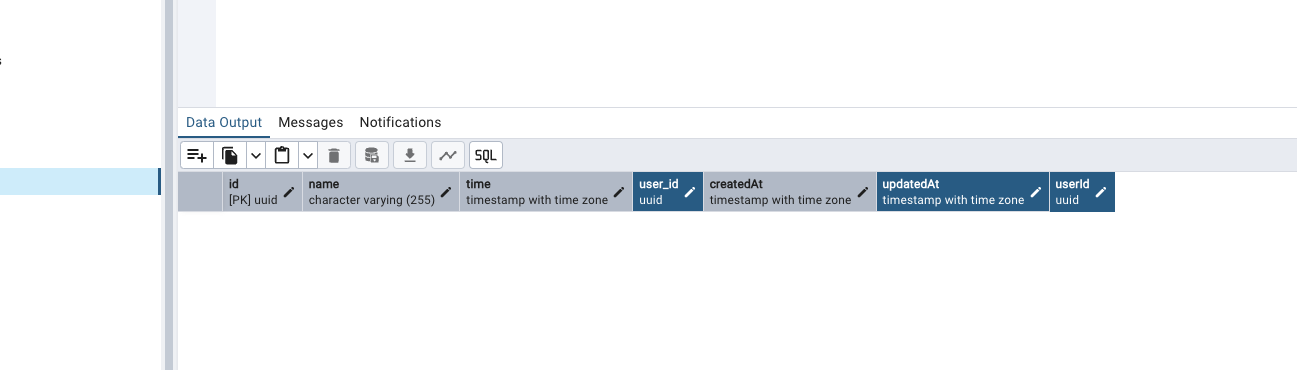 Data Output Messages Notifications
SQL
id name time user_id createdAt updatedAt userId
[PK] uuid character varying (255) timestamp with time zone uuid timestamp with time zone timestamp with time zone uuid